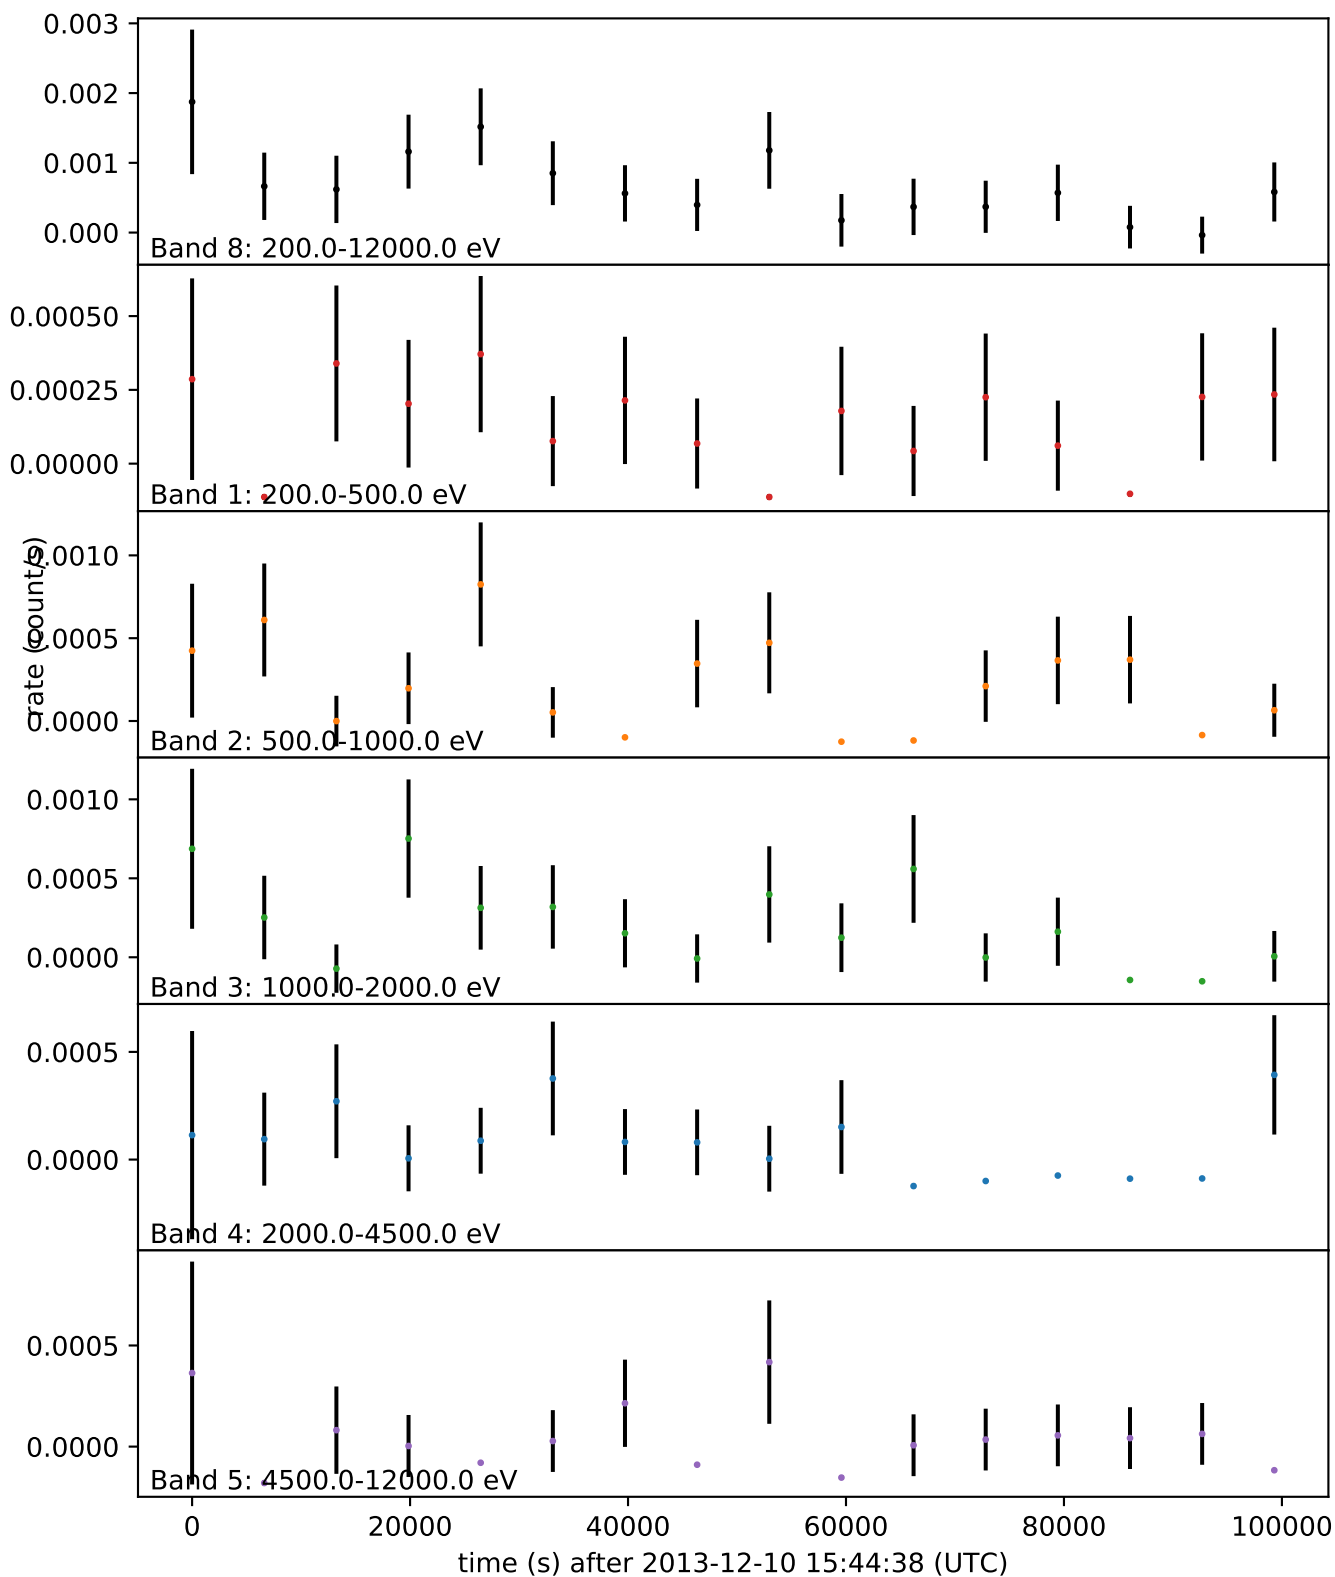 0.003
0.002
0.001
0.000
Band 8: 200.0-12000.0 eV
0.00050
0.00025
0.00000
Band 1: 200.0-500.0 eV
rate (count/s)
0.0010
0.0005
0.0000
Band 2: 500.0-1000.0 eV
0.0010
0.0005
0.0000
Band 3: 1000.0-2000.0 eV
0.0005
0.0000
Band 4: 2000.0-4500.0 eV
0.0005
0.0000
Band 5: 4500.0-12000.0 eV
0 20000 40000 60000 80000 100000
time (s) after 2013-12-10 15:44:38 (UTC)